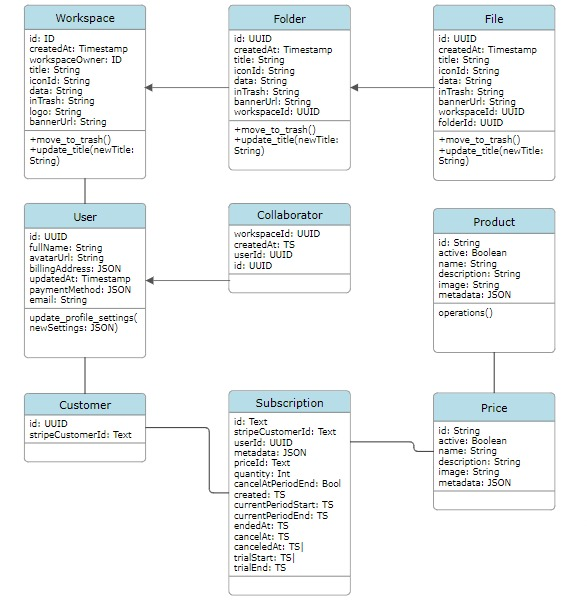 Workspace
id: ID
createdAt: Timestamp
workspaceOwner: ID
title: String
iconId: String
data: String
inTrash: String
logo: String
bannerUrl: String
+move_to_trash()
+update_title(newTitle:
String)
Folder
id: UUID
createdAt: Timestamp
title: String
iconId: String
data: String
inTrash: String
bannerUrl: String
workspaceId: UUID
+move_to_trash()
+update_title(newTitle:
String)
File
id: UUID
createdAt: Timestamp
title: String
iconId: String
data: String
inTrash: String
bannerUrl: String
workspaceId: UUID
folderId: UUID
+move_to_trash()
+update_title(newTitle:
String)
User
id: UUID
fullName: String
avatarUrl: String
billingAddress: JSON
updatedAt: Timestamp
paymentMethod: JSON
email: String
update_profile_settings(
newSettings: JSON)
Collaborator
workspaceId: UUID
createdAt: TS
userId: UUID
id: UUID
Product
id: String
active: Boolean
name: String
description: String
image: String
metadata: JSON
operations()
Customer
id: UUID
stripeCustomerId: Text
Subscription
id: Text
stripeCustomerId: Text
userId: UUID
metadata: JSON
priceId: Text
quantity: Int
cancelAtPeriodEnd: Bool
created: TS
currentPeriodStart: TS
currentPeriodEnd: TS
endedAt: TS
cancelAt: TS
canceledAt: TS|
trialStart: TS|
trialEnd: TS
Price
id: String
active: Boolean
name: String
description: String
image: String
metadata: JSON